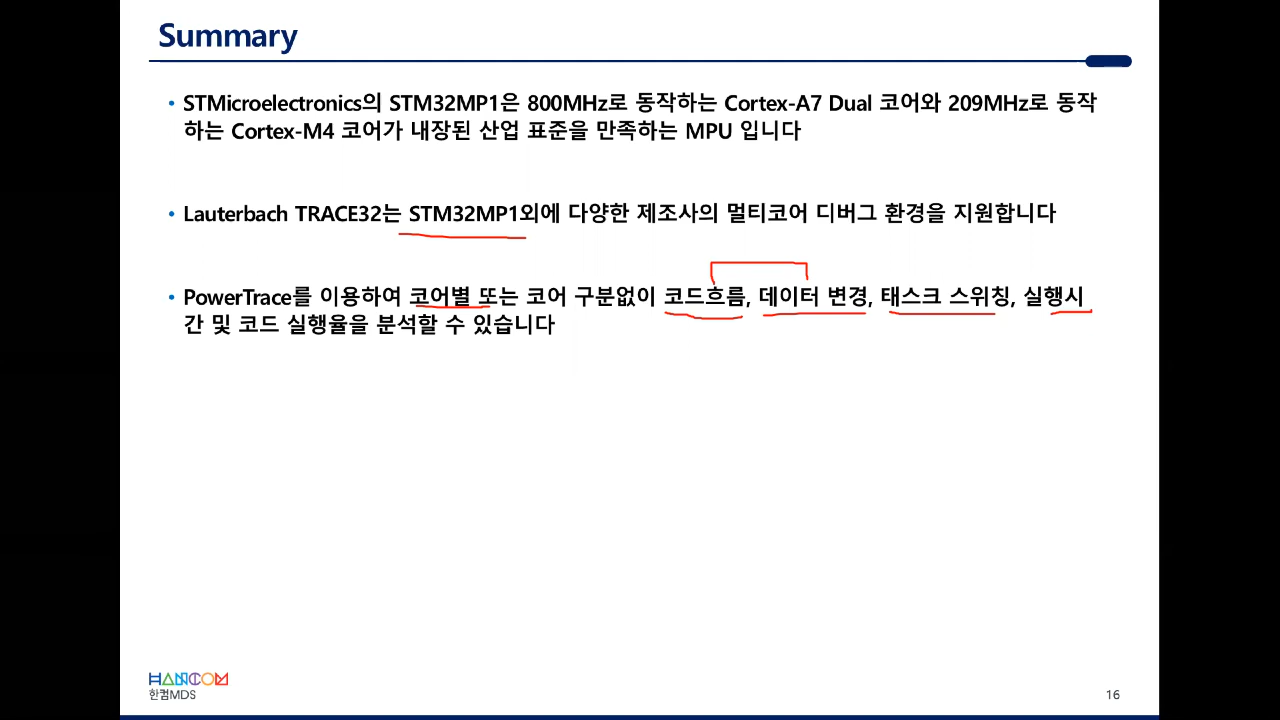 Summary
• STMicroelectronics의 STM32MP1은 800MHz로 동작하는 Cortex-A7 Dual 코어와 209MHz로 동작
하는 Cortex-M4 코어가 내장된 산업 표준을 만족하는 MPU 입니다
• Lauterbach TRACE32는 STM32MP1외에 다양한 제조사의 멀티코어 디버그 환경을 지원합니다
• PowerTrace를 이용하여 코어별 또는 코어 구분없이 코드흐름, 데이터 변경, 태스크 스위칭, 실행시
간 및 코드 실행율을 분석할 수 있습니다
HANCOM
한컴MDS
16